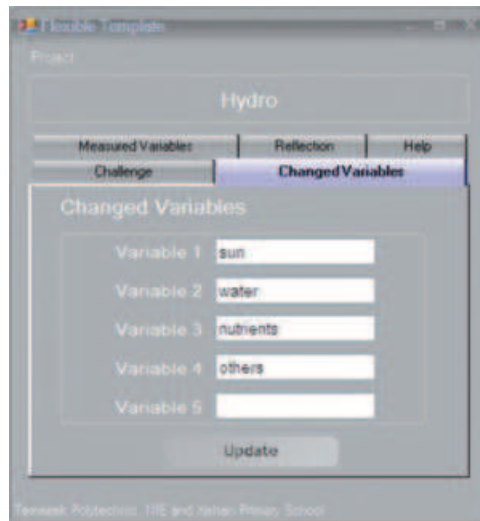 Flexible Template
Project
Hydro
Measured Variables Reflection Help
Challenge Changed Variables
Changed Variables
Variable 1 sun
Variable 2 water
Variable 3 nutrients
Variable 4 others
Variable 5
Update
Temasek Polytechnic, NIE and Xishan Primary School